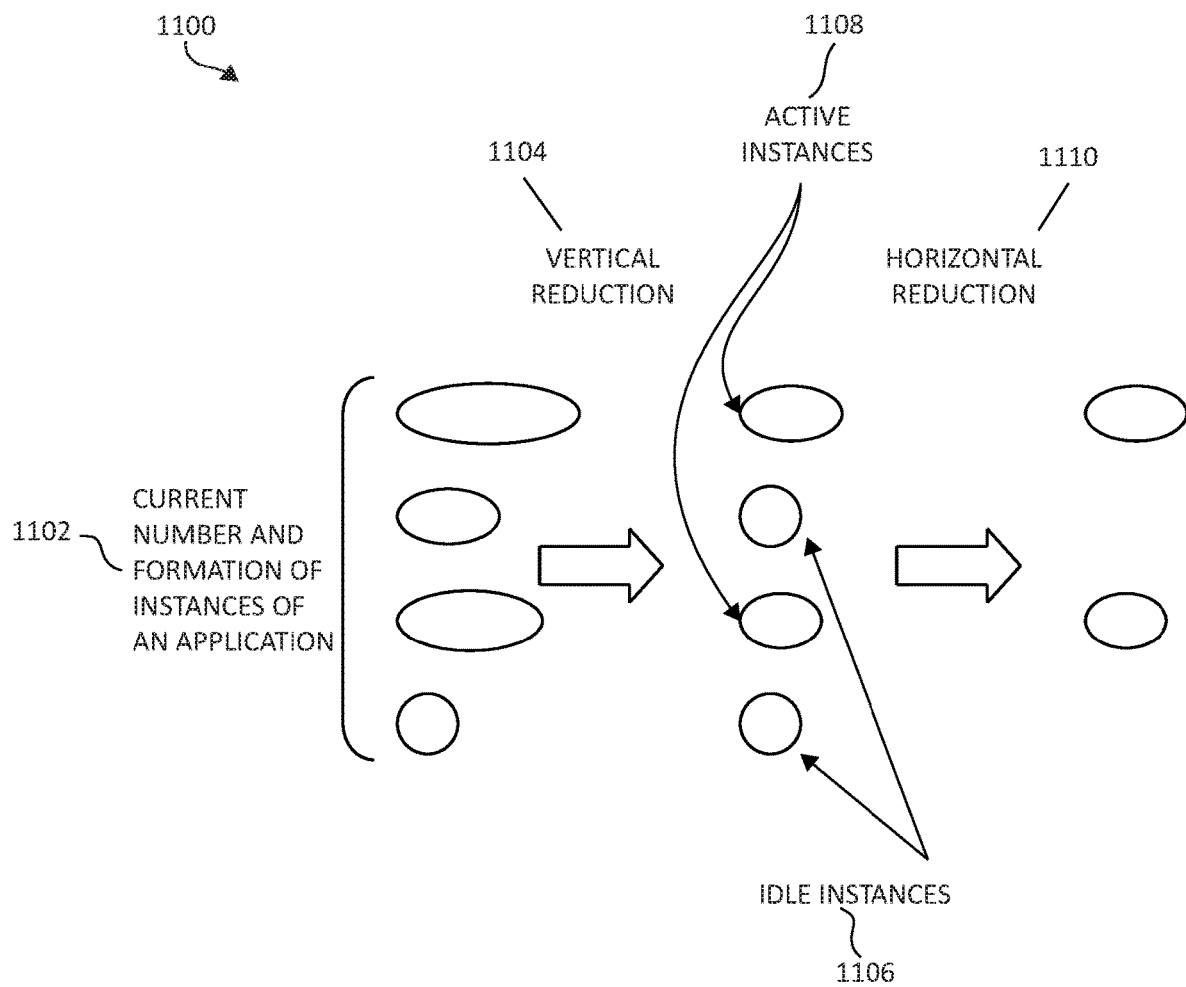 1100
1108
ACTIVE
INSTANCES
1104
1110
VERTICAL
REDUCTION
HORIZONTAL
REDUCTION
1102
CURRENT
NUMBER AND
FORMATION OF
INSTANCES OF
AN APPLICATION
IDLE INSTANCES
1106